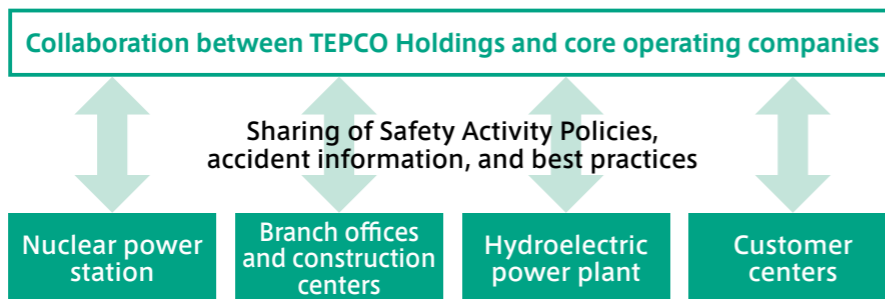 Collaboration between TEPCO Holdings and core operating companies
Sharing of Safety Activity Policies,
accident information, and best practices
Nuclear power
station
Branch offices
and construction
centers
Hydroelectric
power plant
Customer
centers